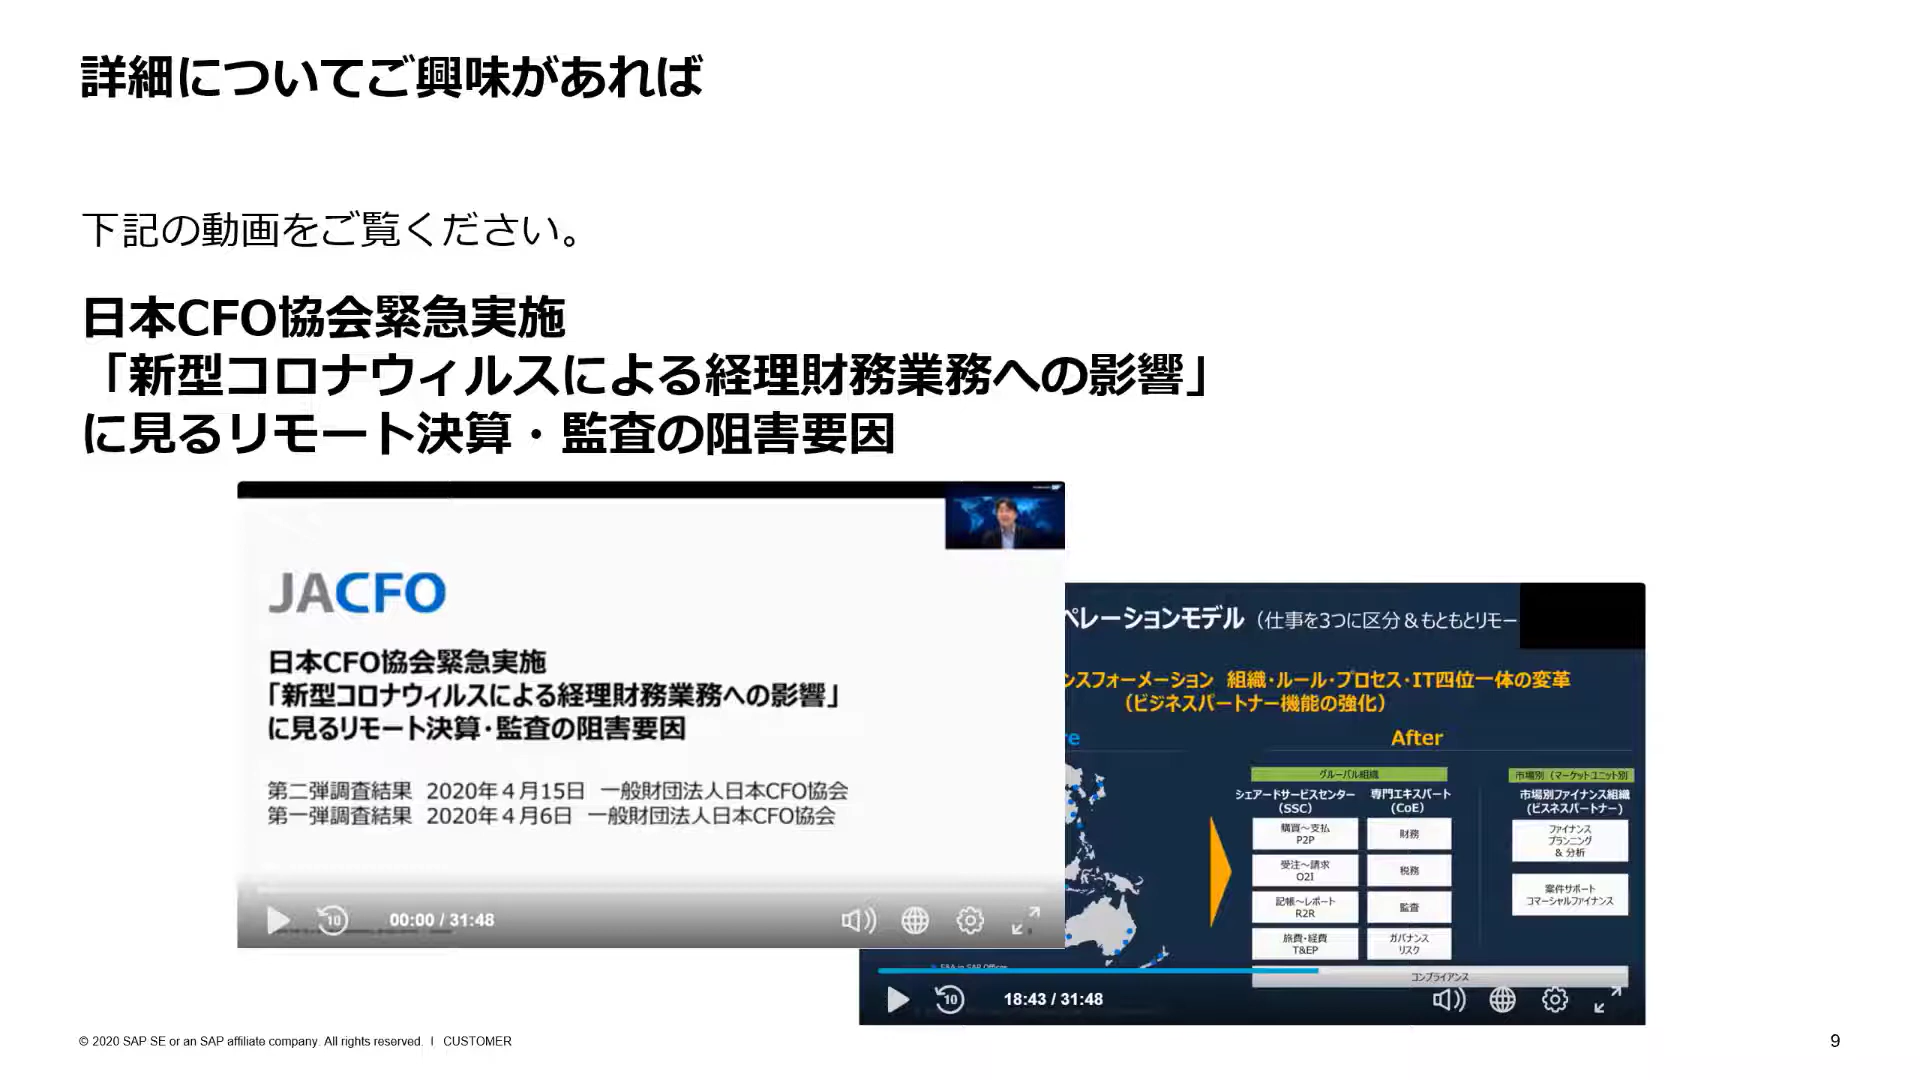 詳細についてご興味があれば
下記の動画をご覧ください。
日本CFO協会緊急実施
「新型コロナウィルスによる経理財務業務への影響」
に見るリモート決算・監査の阻害要因
JACFO
日本CFO協会緊急実施
「新型コロナウィルスによる経理財務業務への影響」
に見るリモート決算・監査の阻害要因
第二弾調査結果 2020年４月15日 一般財団法人日本CFO協会
第一弾調査結果 2020年４月6日 一般財団法人日本CFO協会
10
00:00 / 31:48
ペレーションモデル（仕事を3つに区分＆もともとリモー
ンスフォーメーション 組織・ルール・プロセス・IT四位一体の変革
（ビジネスパートナー機能の強化）
re
After
グルーバル組織
シェアードサービスセンター
（SSC）
専門エキスパート
（CoE）
購買～支払
P2P
財務
受注～請求
O2I
税務
記帳～レポート
R2R
監査
旅費・経費
T&EP
ガバナンス
リスク
市場別（マーケットユニット別
市場別ファイナンス組織
(ビスネスパートナー)
ファイナンス
プランニング
& 分析
案件サポート
コマーシャルファイナンス
コンプライアンス
F&A in SAP Offices
10
18:43 / 31:48
© 2020 SAP SE or an SAP affiliate company. All rights reserved. I CUSTOMER
9